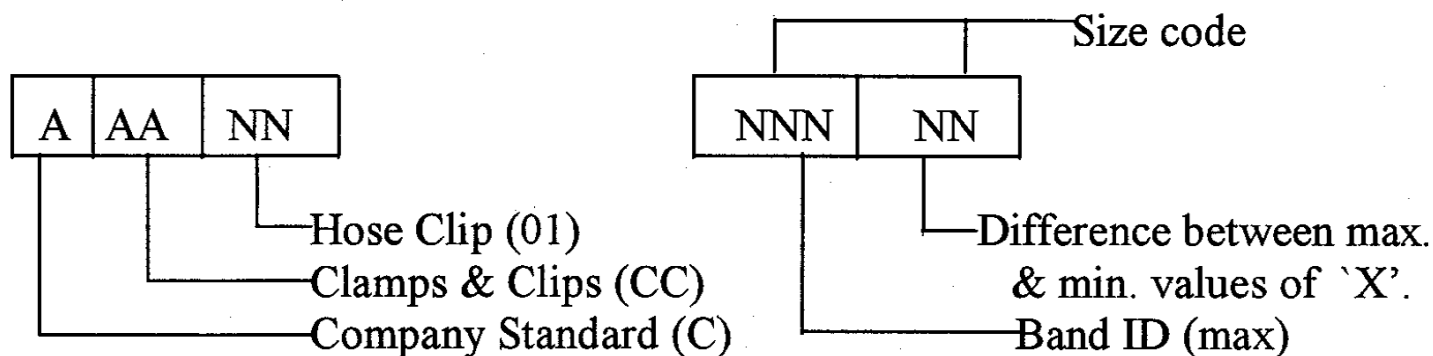 Size code
A AA NN NNN NN
Hose Clip (01)
Clamps & Clips (CC)
Company Standard (C)
Difference between max.
& min. values of `X'.
Band ID (max)